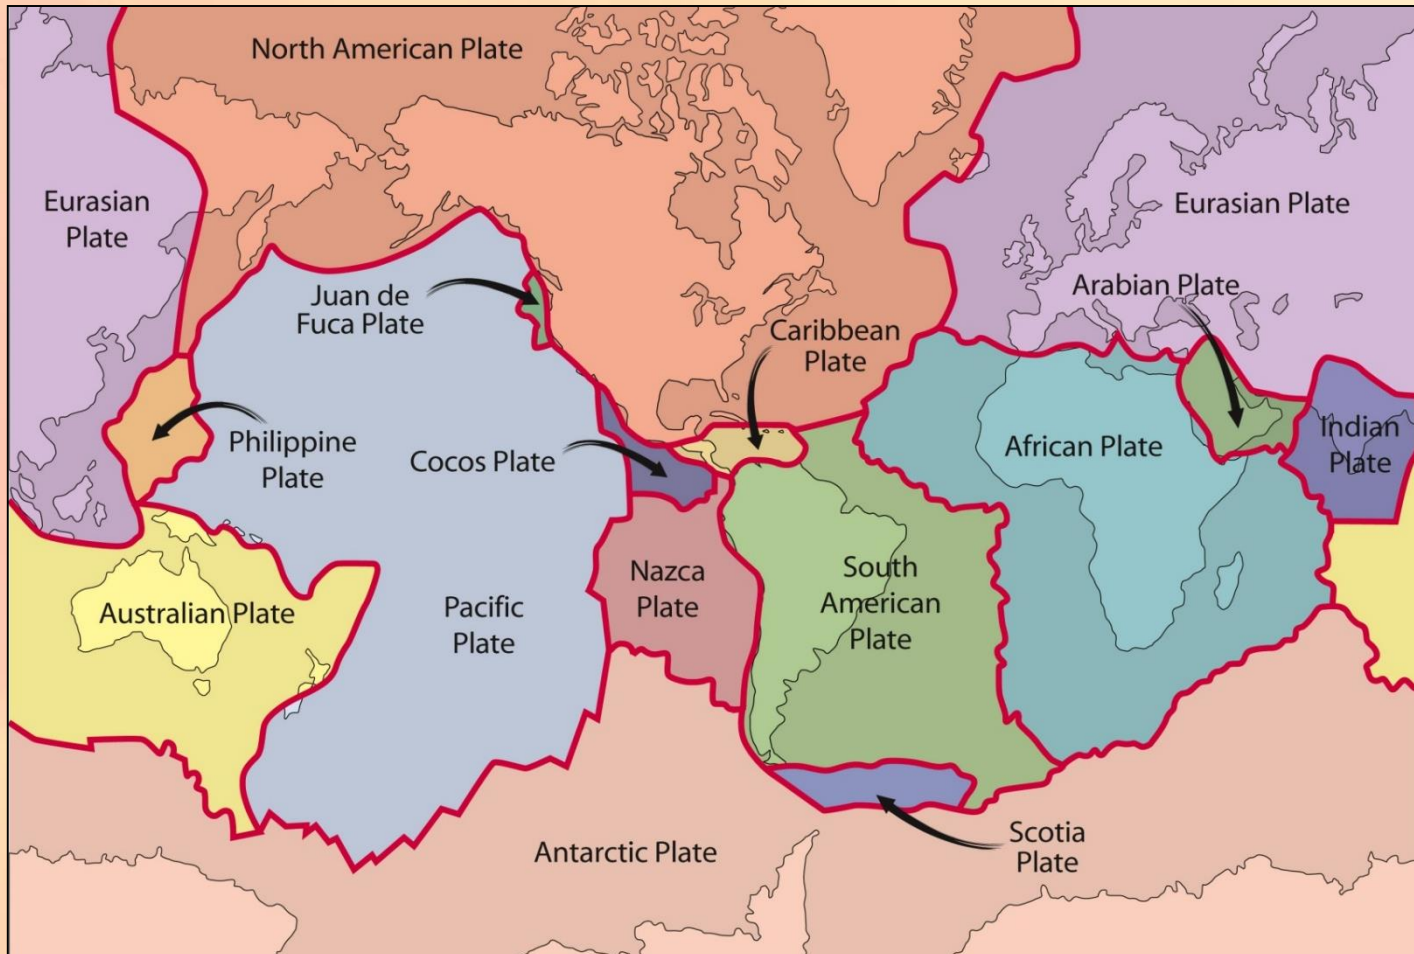 North American Plate
Eurasian
Plate
Eurasian Plate
Juan de
Fuca Plate
Arabian Plate
Caribbean
Plate
Philippine
Plate
Cocos Plate
African Plate
Indian
Plate
Nazca
Plate
South
American
Plate
Australian Plate
Pacific
Plate
Antarctic Plate
Scotia
Plate